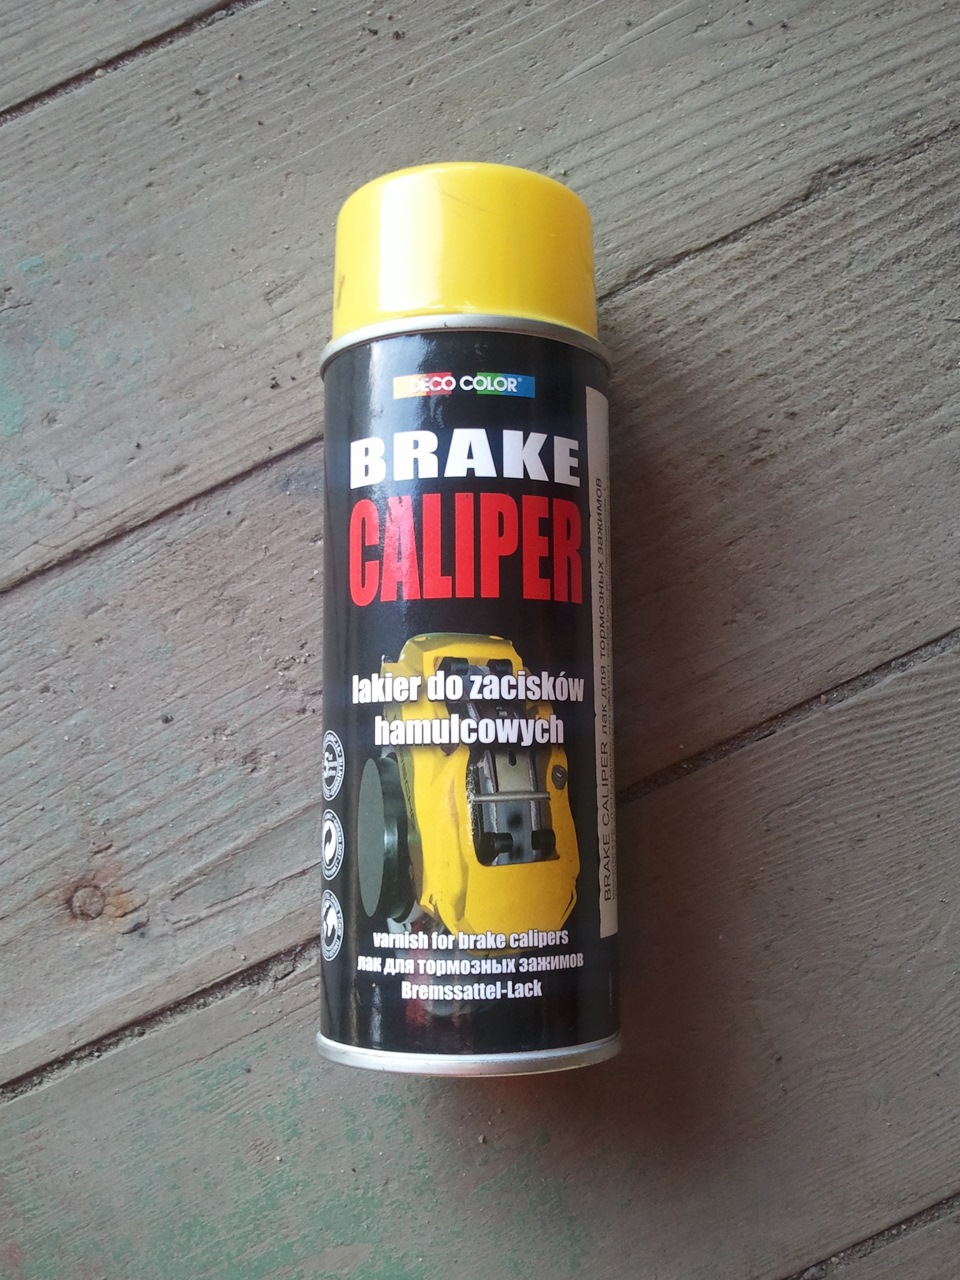 DECO COLOR®
BRAKE
CALIPER
lakier do zacisków
hamulcowych
varnish for brake calipers
лак для тормозных зажимов
Bremssattel-Lack
BRAKE CALIPER лак для тормозных зажимов